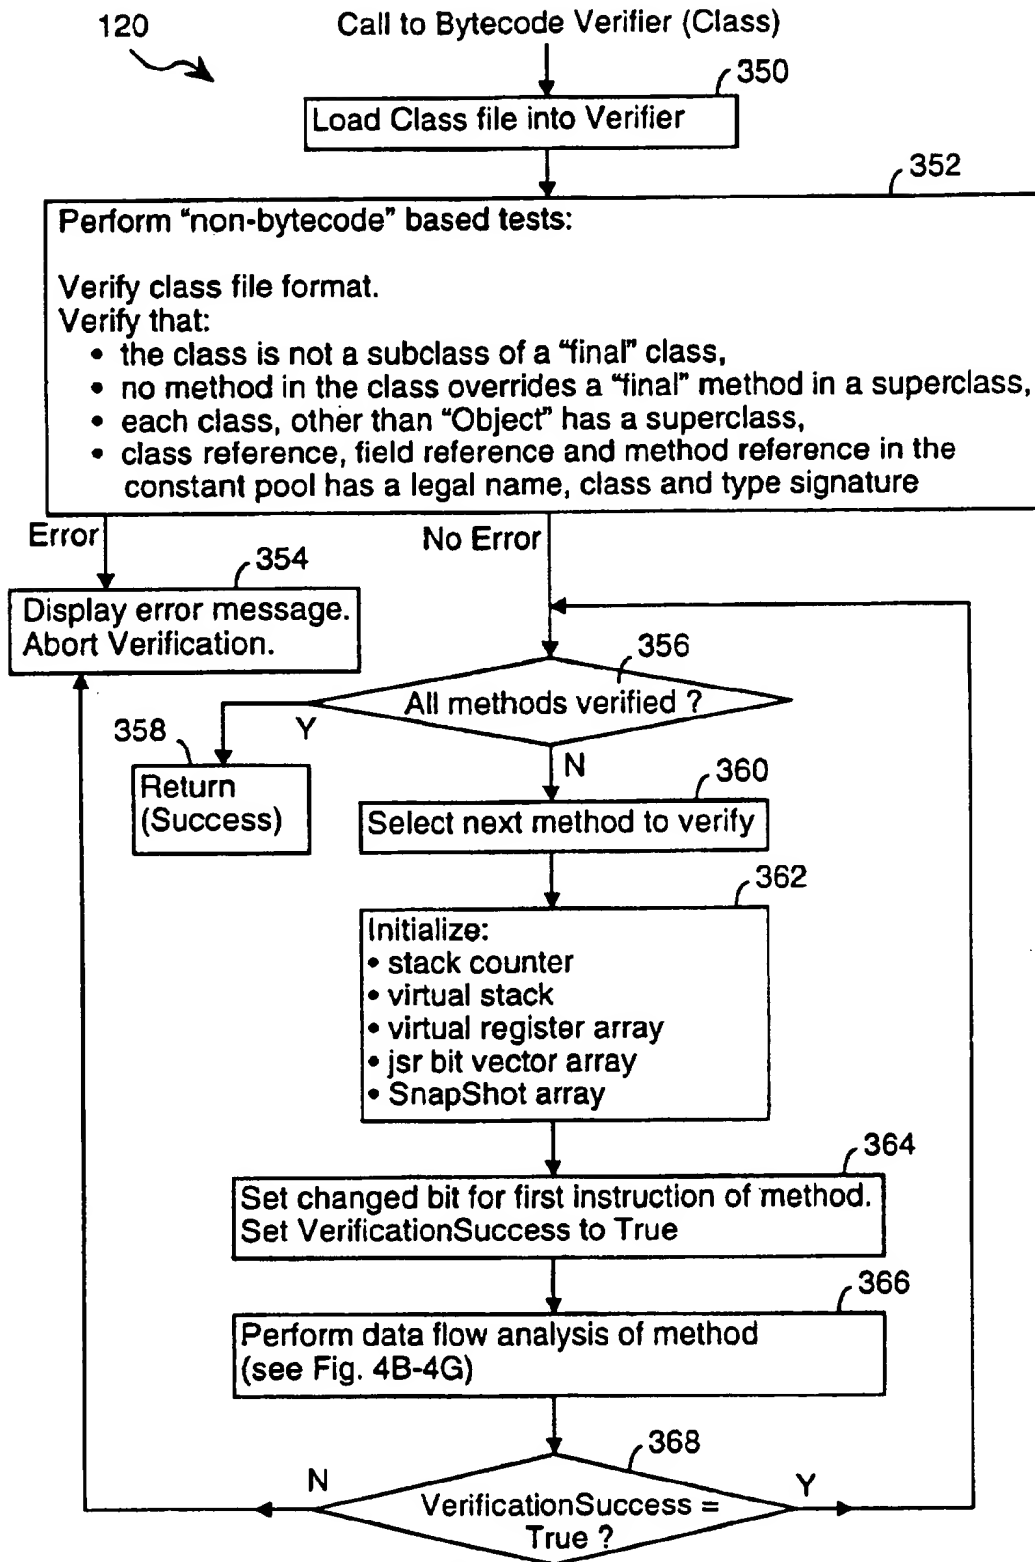 120
Call to Bytecode Verifier (Class)
350
Load Class file into Verifier
352
Perform “non-bytecode” based tests:
Verify class file format.
Verify that:
• the class is not a subclass of a “final” class,
• no method in the class overrides a “final” method in a superclass,
• each class, other than “Object” has a superclass,
• class reference, field reference and method reference in the
constant pool has a legal name, class and type signature
Error
No Error
354
Display error message.
Abort Verification.
356
All methods verified ?
Y
358
Return
(Success)
N
360
Select next method to verify
362
Initialize:
• stack counter
• virtual stack
• virtual register array
• jsr bit vector array
• SnapShot array
364
Set changed bit for first instruction of method.
Set VerificationSuccess to True
366
Perform data flow analysis of method
(see Fig. 4B-4G)
368
N
Y
VerificationSuccess =
True ?